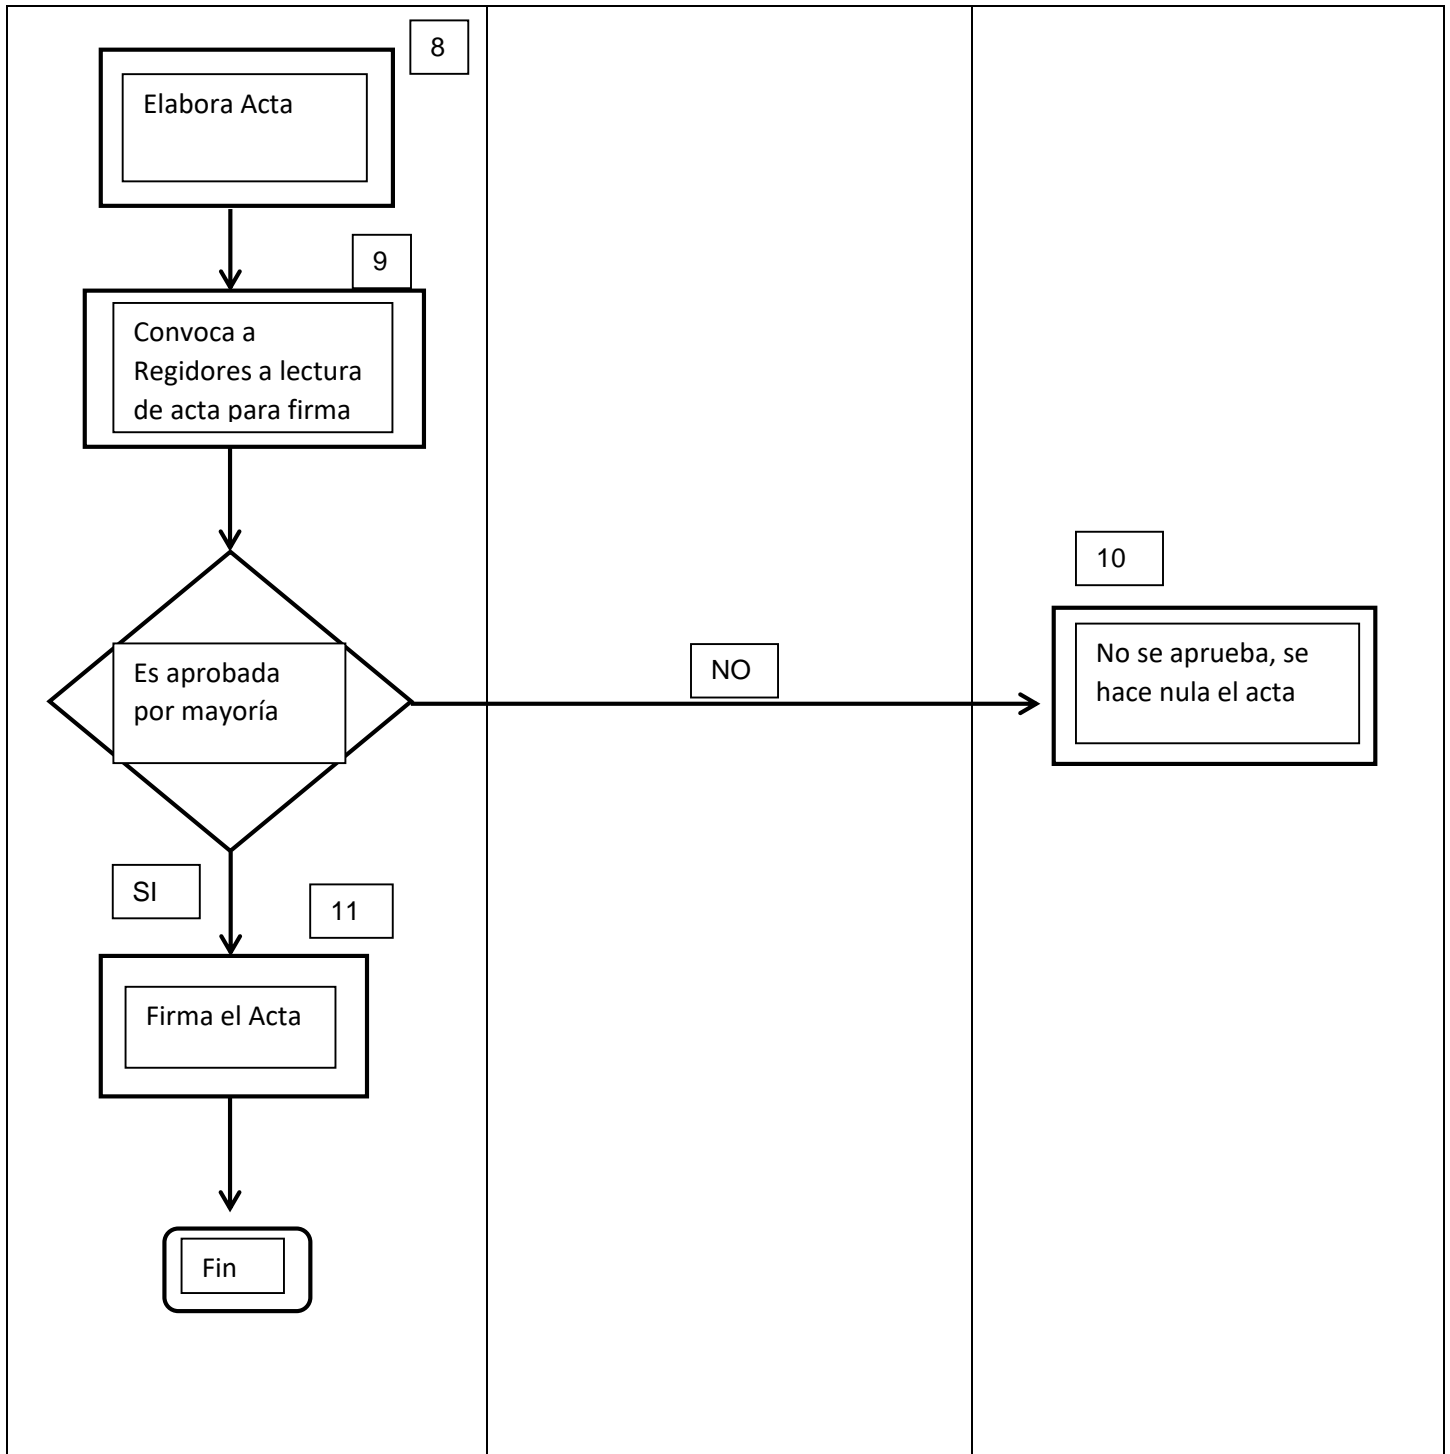 8
Elabora Acta
9
Convoca a
Regidores a lectura
de acta para firma
10
Es aprobada
por mayoría
NO
No se aprueba, se
hace nula el acta
SI
11
Firma el Acta
Fin